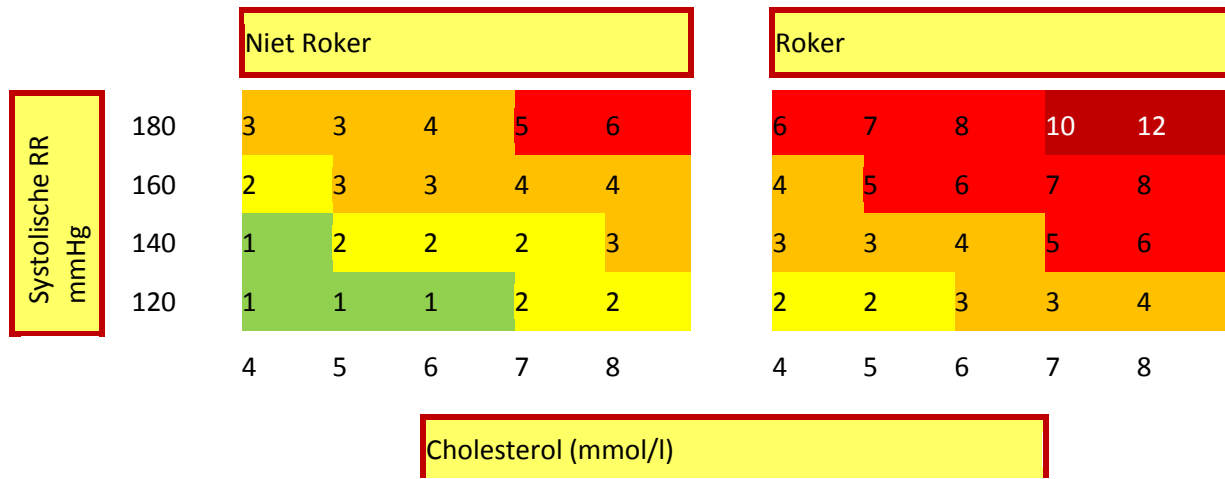 Niet Roker Roker
Systolische RR
mmHg
180 3 3 4 5 6 6 7 8 10 12
160 2 3 3 4 4 4 5 6 7 8
140 1 2 2 2 3 3 3 4 5 6
120 1 1 1 2 2 2 2 3 3 4
4 5 6 7 8 4 5 6 7 8
Cholesterol (mmol/l)